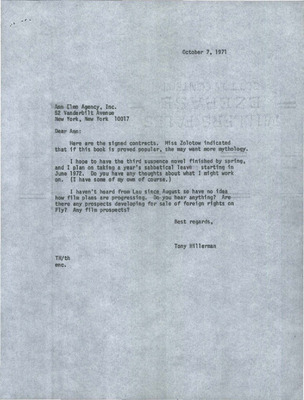 October 7, 1971
Ann Elmo Agency, Inc.
52 Vanderbilt Avenue
New York, New York 10017
Dear Ann:
Here are the signed contracts. Miss Zolotow indicated
that if this book is proved popular, she may want more mythology.
I hope to have the third suspence novel finished by spring,
and I plan on taking a year's sabbatical leave starting in
June 1972. Do you have any thoughts about what I might work
on. (I have some of my own of course.)
I haven't heard from Lou since August so have no idea
how film plans are progressing. Do you hear anything? Are
there any prospects developing for sale of foreign rights on
Fly? Any film prospects?
Best regards,
Tony Hillerman
TH/th
enc.